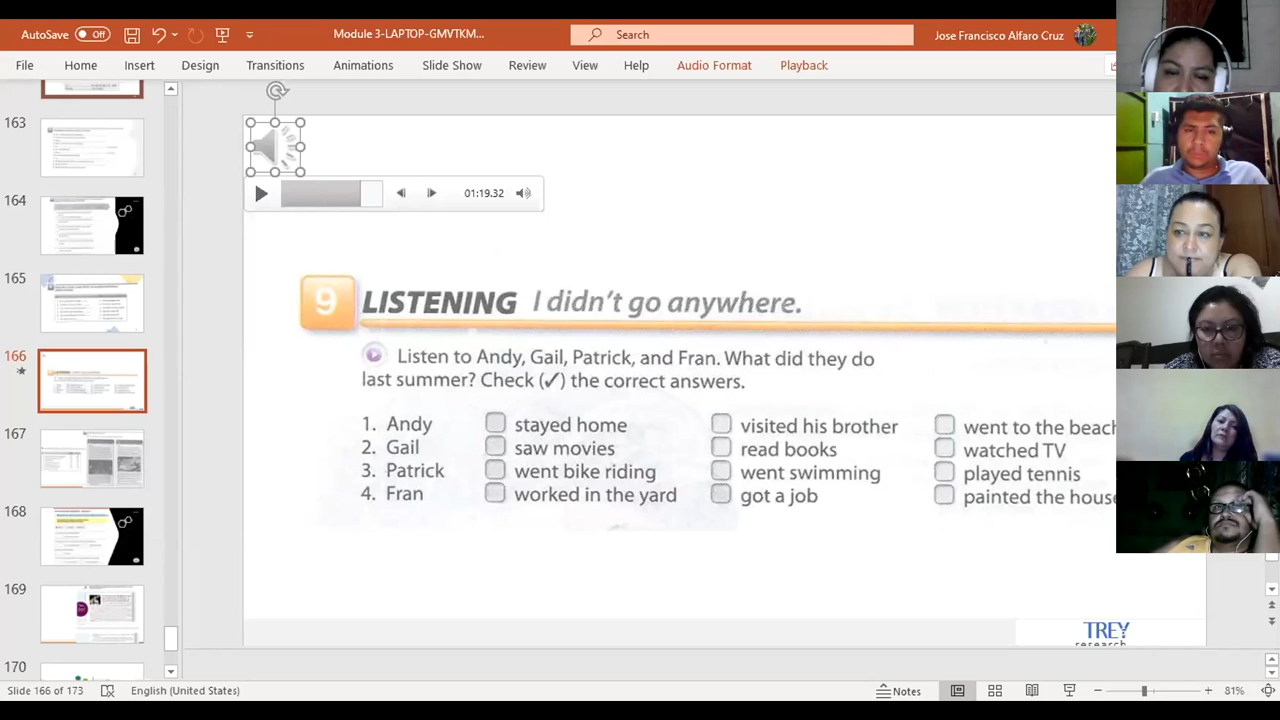 AutoSave Off Module 3-LAPTOP-GMVTKM... Search Jose Francisco Alfaro Cruz
File Home Insert Design Transitions Animations Slide Show Review View Help Audio Format Playback
163
164
165
166
167
168
169
170
01:19.32
9 LISTENING didn't go anywhere.
Listen to Andy, Gail, Patrick, and Fran. What did they do
last summer? Check (✓) the correct answers.
1. Andy stayed home visited his brother went to the beach
2. Gail saw movies read books watched TV
3. Patrick went bike riding went swimming played tennis
4. Fran worked in the yard got a job painted the house
TREY
research
Slide 166 of 173 English (United States) Notes 81%